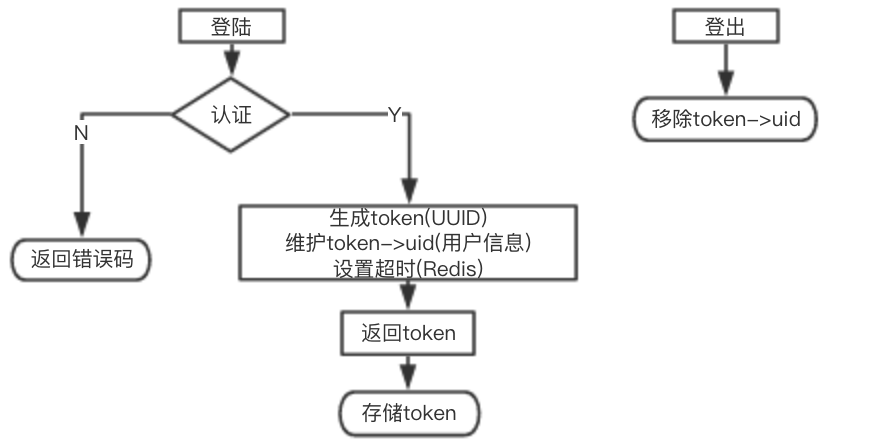 登陆
认证
N
Y
返回错误码
生成token(UUID)
维护token->uid(用户信息)
设置超时(Redis)
返回token
存储token
登出
移除token->uid